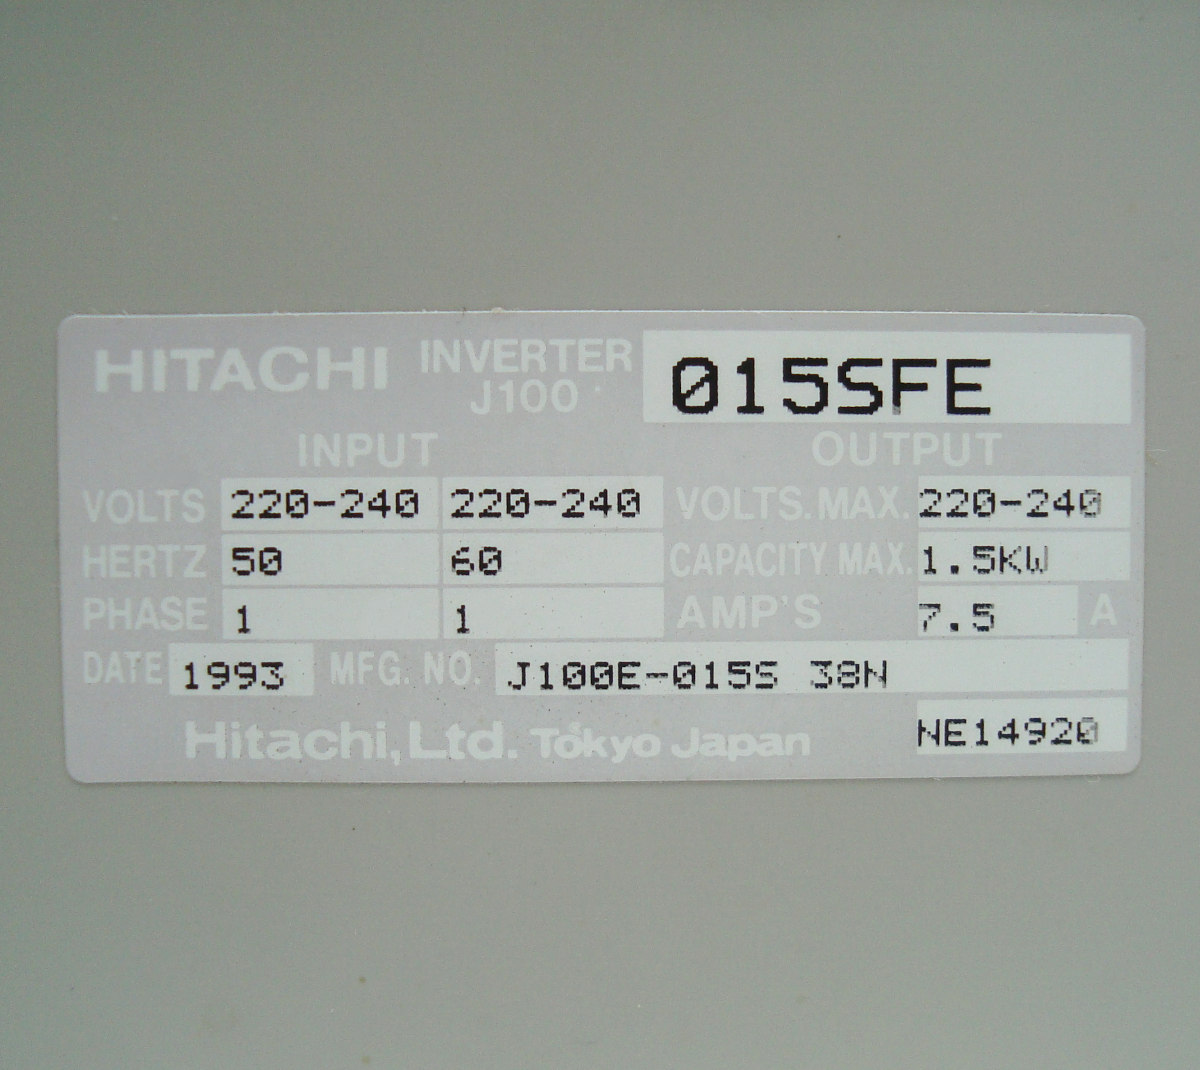 HITACHI INVERTER J100 015SFE
INPUT OUTPUT
VOLTS 220-240 220-240 VOLTS. MAX. 220-240
HERTZ 50 60 CAPACITY MAX. 1.5KW
PHASE 1 1 AMP'S 7.5 A
DATE 1993 MFG. NO. J100E-015S 38N
Hitachi, Ltd. Tokyo Japan NE14920